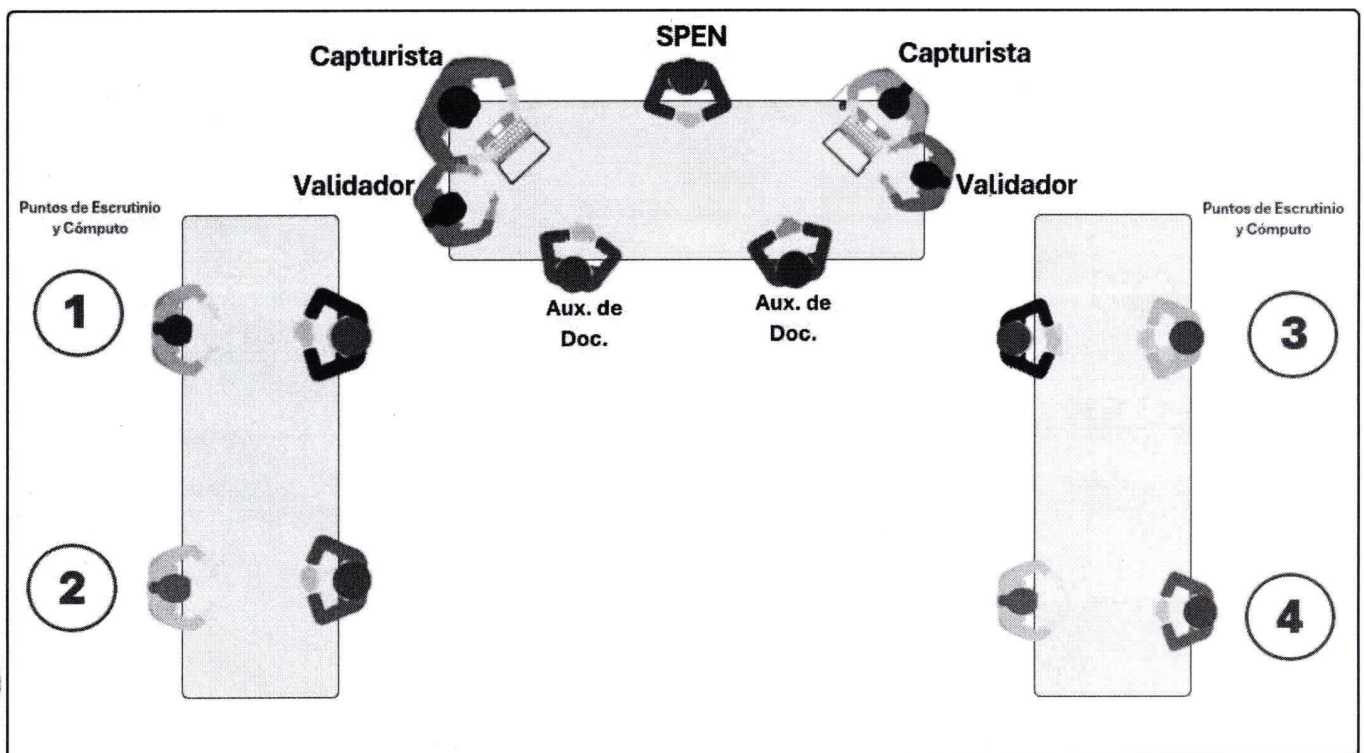 SPEN
Capturista
Capturista
Validador
Validador
Puntos de Escrutinio
y Cómputo
Puntos de Escrutinio
y Cómputo
1
Aux. de
Doc.
Aux. de
Doc.
3
2
4